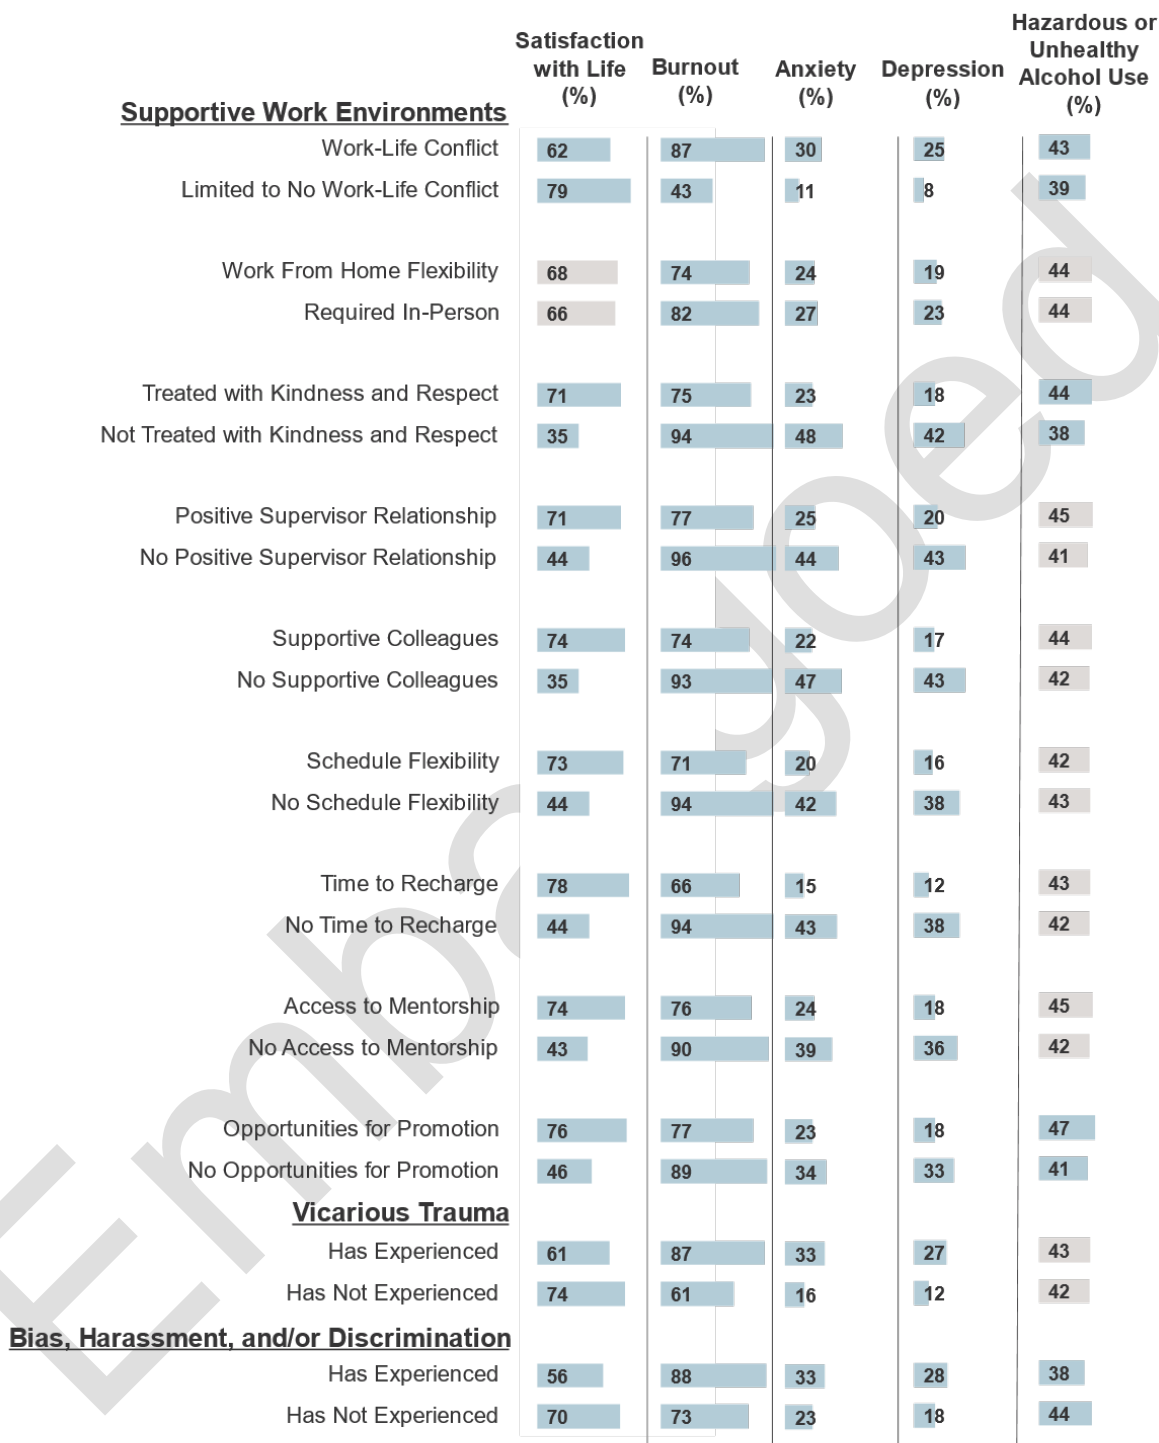 Satisfaction with Life (%)
Burnout (%)
Anxiety (%)
Depression (%)
Hazardous or Unhealthy Alcohol Use (%)
Supportive Work Environments
Work-Life Conflict 62 87 30 25 43
Limited to No Work-Life Conflict 79 43 11 8 39
Work From Home Flexibility 68 74 24 19 44
Required In-Person 66 82 27 23 44
Treated with Kindness and Respect 71 75 23 18 44
Not Treated with Kindness and Respect 35 94 48 42 38
Positive Supervisor Relationship 71 77 25 20 45
No Positive Supervisor Relationship 44 96 44 43 41
Supportive Colleagues 74 74 22 17 44
No Supportive Colleagues 35 93 47 43 42
Schedule Flexibility 73 71 20 16 42
No Schedule Flexibility 44 94 42 38 43
Time to Recharge 78 66 15 12 43
No Time to Recharge 44 94 43 38 42
Access to Mentorship 74 76 24 18 45
No Access to Mentorship 43 90 39 36 42
Opportunities for Promotion 76 77 23 18 47
No Opportunities for Promotion 46 89 34 33 41
Vicarious Trauma
Has Experienced 61 87 33 27 43
Has Not Experienced 74 61 16 12 42
Bias, Harassment, and/or Discrimination
Has Experienced 56 88 33 28 38
Has Not Experienced 70 73 23 18 44